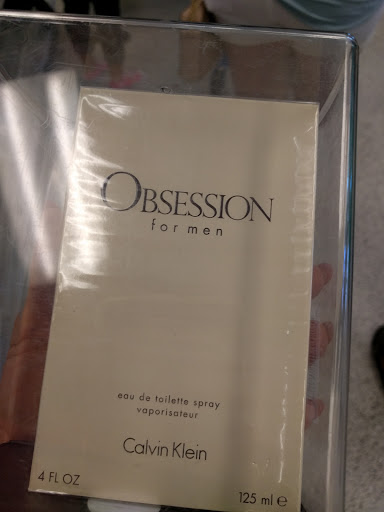 OBSESSION
for men
eau de toilette spray
vaporisateur
Calvin Klein
4 FL OZ
125 ml ℮